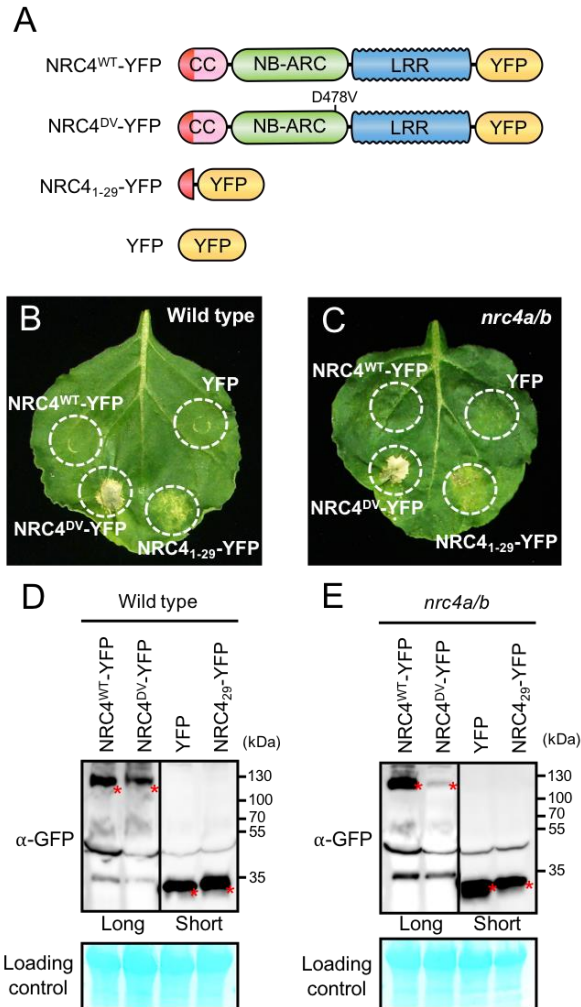 A
NRC4WT-YFP CC NB-ARC LRR YFP
D478V
NRC4DV-YFP CC NB-ARC LRR YFP
NRC41-29-YFP YFP
YFP YFP
B Wild type
YFP
NRC4WT-YFP
NRC4DV-YFP
NRC41-29-YFP
C nrc4a/b
NRC4WT-YFP
YFP
NRC4DV-YFP
NRC41-29-YFP
D Wild type
NRC4WT-YFP NRC4DV-YFP YFP NRC429-YFP
(kDa)
130
100
70
55
35
α-GFP
* * * *
Long Short
Loading control
E nrc4a/b
NRC4WT-YFP NRC4DV-YFP YFP NRC429-YFP
(kDa)
130
100
70
55
35
α-GFP
* * * *
Long Short
Loading control